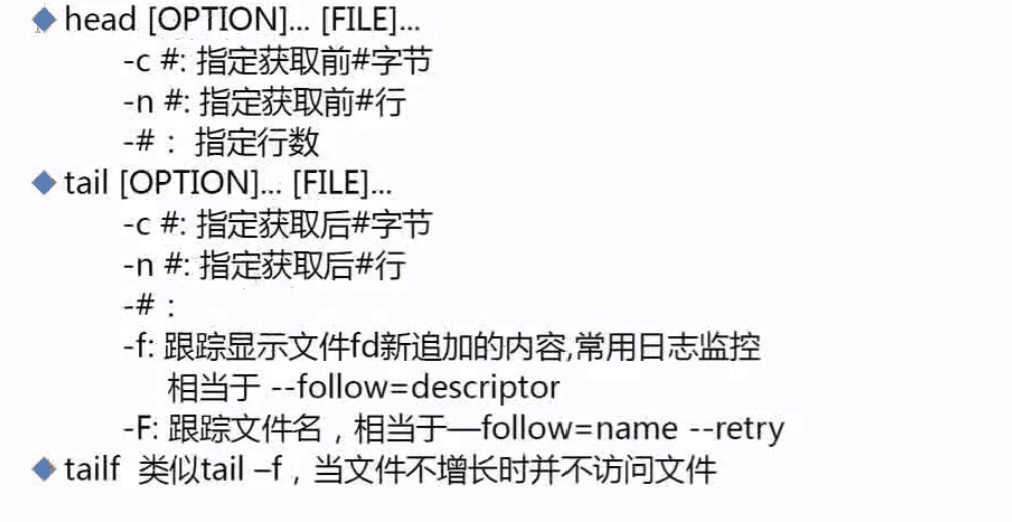 head [OPTION]... [FILE]...
-c #: 指定获取前#字节
-n #: 指定获取前#行
-# ： 指定行数
tail [OPTION]... [FILE]...
-c #: 指定获取后#字节
-n #: 指定获取后#行
-# ：
-f: 跟踪显示文件fd新追加的内容,常用日志监控
相当于 --follow=descriptor
-F: 跟踪文件名，相当于—follow=name --retry
tailf 类似tail –f，当文件不增长时并不访问文件